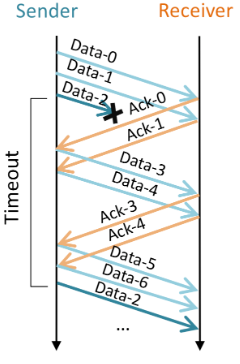 Sender
Receiver
Data-0
Data-1
Data-2
Ack-0
Ack-1
Timeout
Data-3
Data-4
Ack-3
Ack-4
Data-5
Data-6
Data-2
...